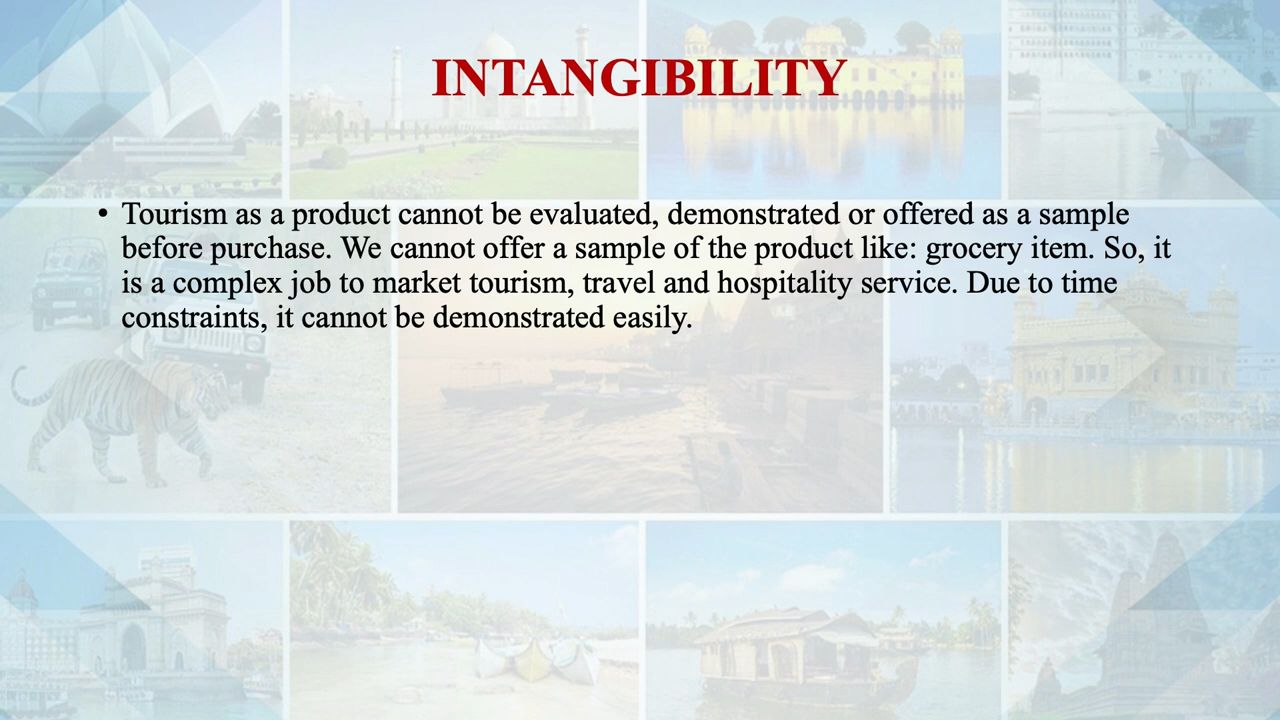 INTANGIBILITY
• Tourism as a product cannot be evaluated, demonstrated or offered as a sample
before purchase. We cannot offer a sample of the product like: grocery item. So, it
is a complex job to market tourism, travel and hospitality service. Due to time
constraints, it cannot be demonstrated easily.